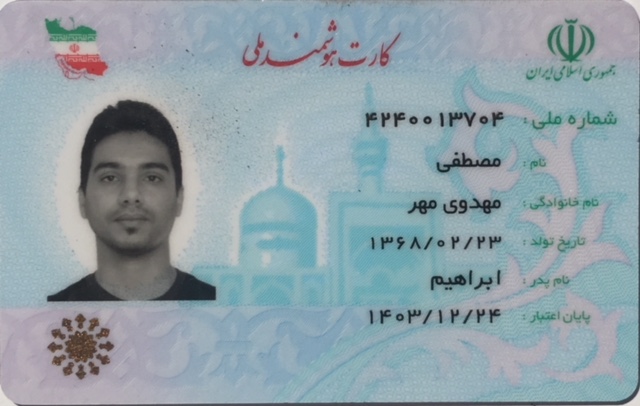 کارت هوشمند ملی
جمهوری اسلامی ایران
شماره ملی : ۴۲۴۰۰۱۳۷۰۴
نام : مصطفی
نام خانوادگی : مهدوی مهر
تاریخ تولد : ۱۳۶۸/۰۲/۲۳
نام پدر : ابراهیم
پایان اعتبار : ۱۴۰۳/۱۲/۲۴